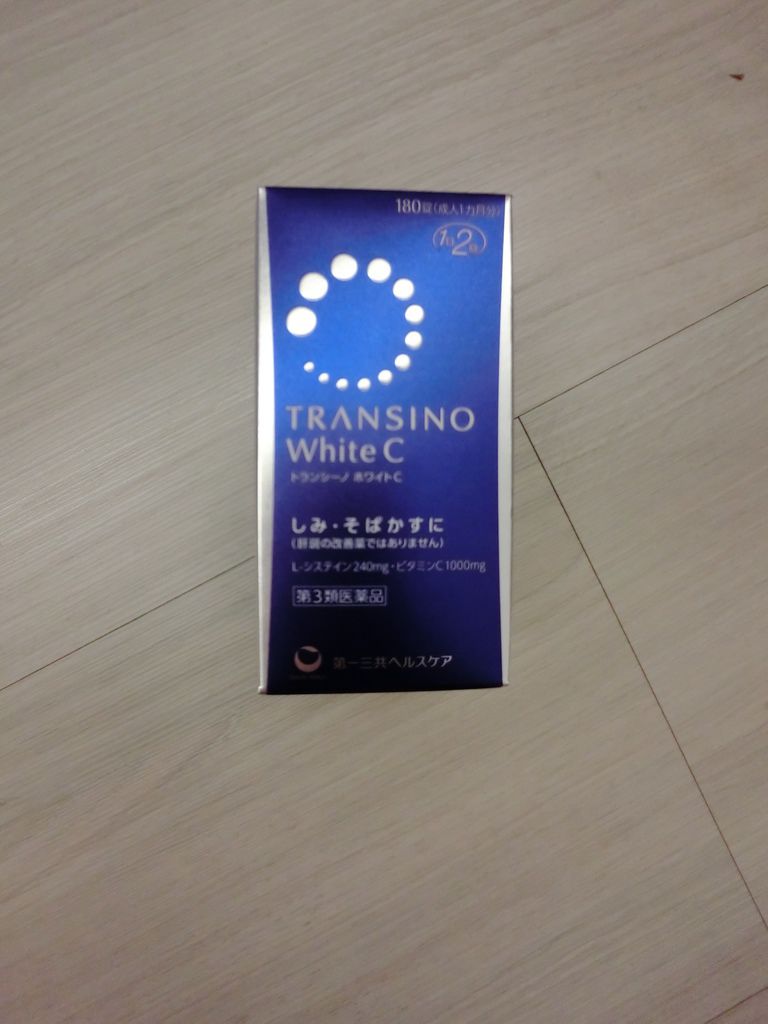 180錠(成人1カ月分)
1日2回
TRANSINO
White C
トランシーノ ホワイトC
しみ・そばかすに
(肝斑の改善薬ではありません)
L-システイン240mg・ビタミンC1000mg
第3類医薬品
第一三共ヘルスケア